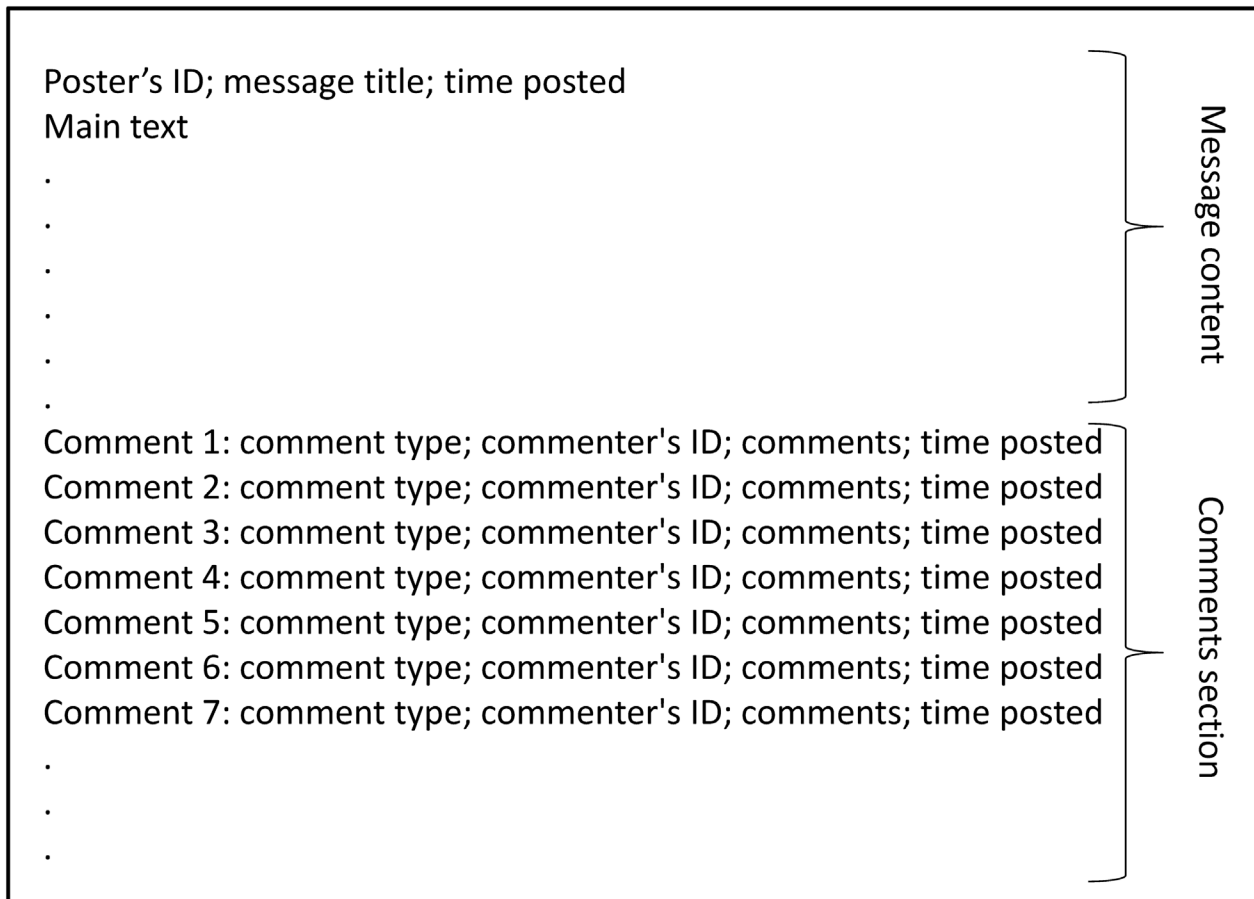 Poster’s ID; message title; time posted
Main text
.
.
.
.
.
.
Message content
Comment 1: comment type; commenter's ID; comments; time posted
Comment 2: comment type; commenter's ID; comments; time posted
Comment 3: comment type; commenter's ID; comments; time posted
Comment 4: comment type; commenter's ID; comments; time posted
Comment 5: comment type; commenter's ID; comments; time posted
Comment 6: comment type; commenter's ID; comments; time posted
Comment 7: comment type; commenter's ID; comments; time posted
.
.
.
Comments section